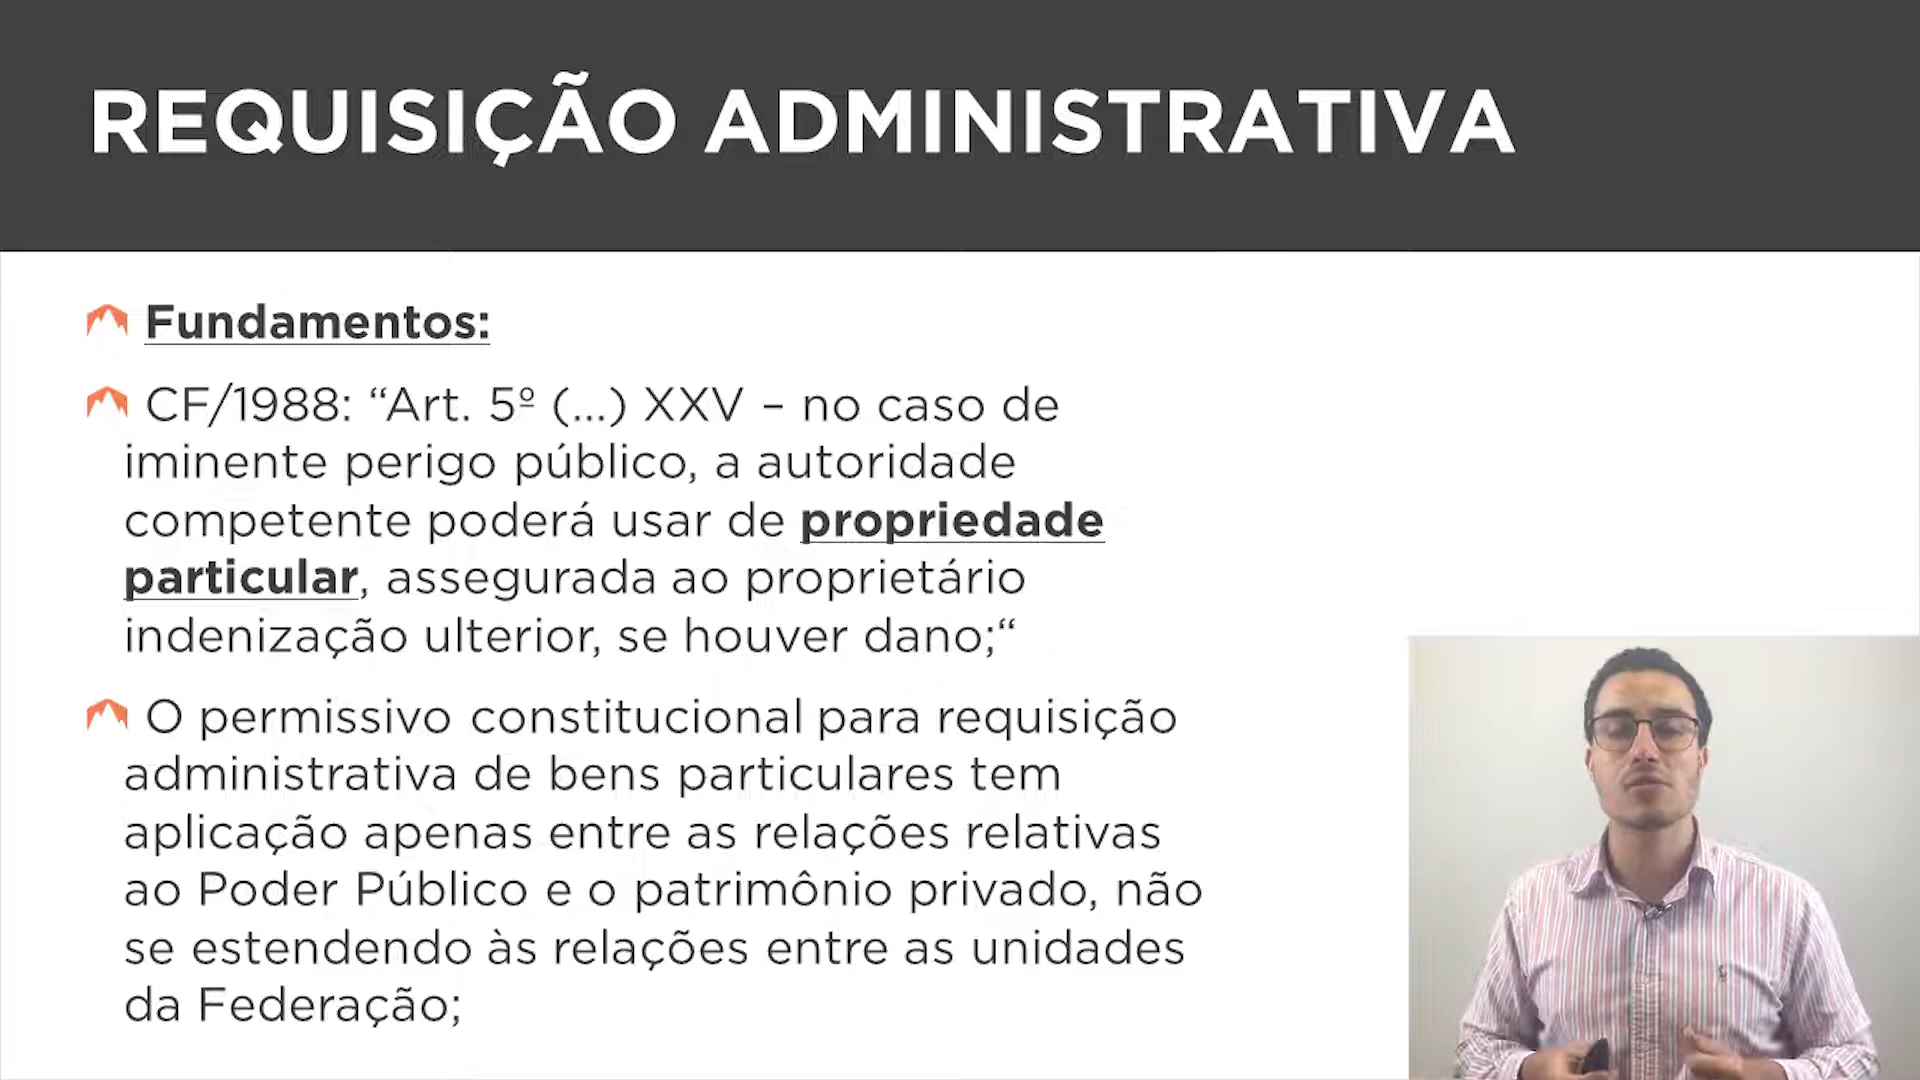 REQUISIÇÃO ADMINISTRATIVA
Fundamentos:
CF/1988: “Art. 5º (...) XXV – no caso de
iminente perigo público, a autoridade
competente poderá usar de propriedade
particular, assegurada ao proprietário
indenização ulterior, se houver dano;“
O permissivo constitucional para requisição
administrativa de bens particulares tem
aplicação apenas entre as relações relativas
ao Poder Público e o patrimônio privado, não
se estendendo às relações entre as unidades
da Federação;